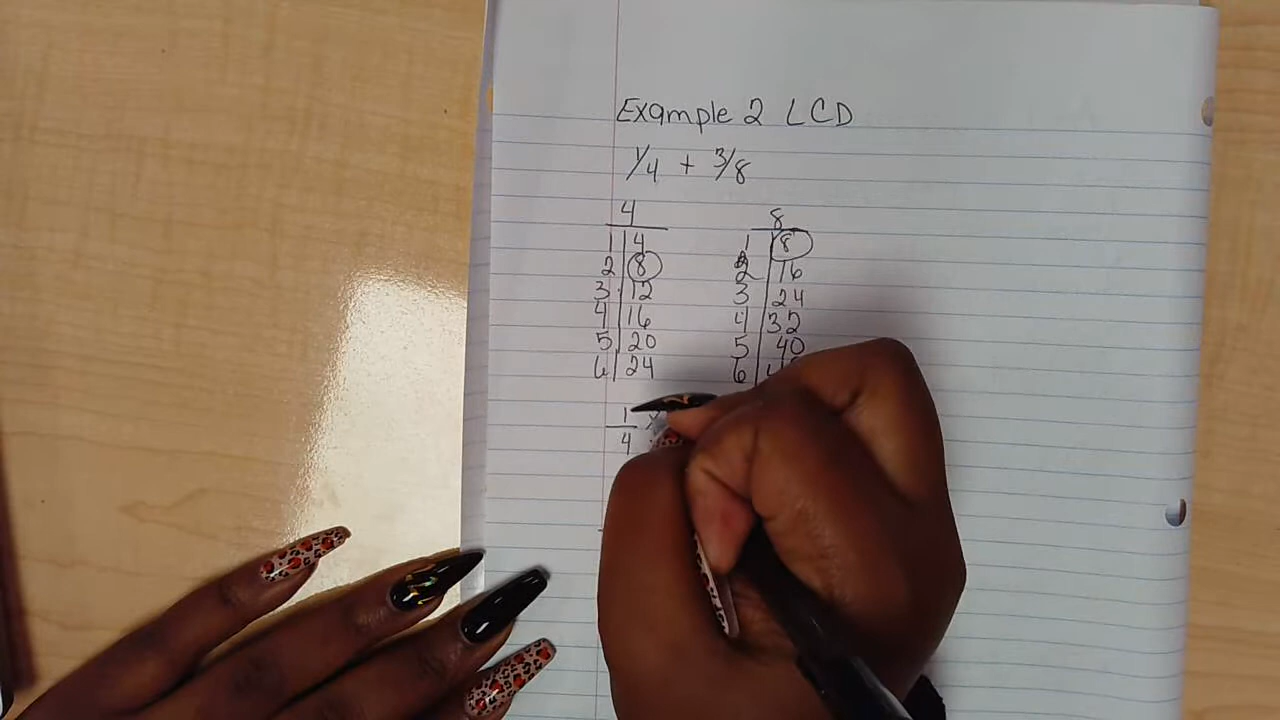 Example 2 LCD
1/4 + 3/8
4 8
1 4 1 8
2 8 2 16
3 12 3 24
4 16 4 32
5 20 5 40
6 24 6
1
4